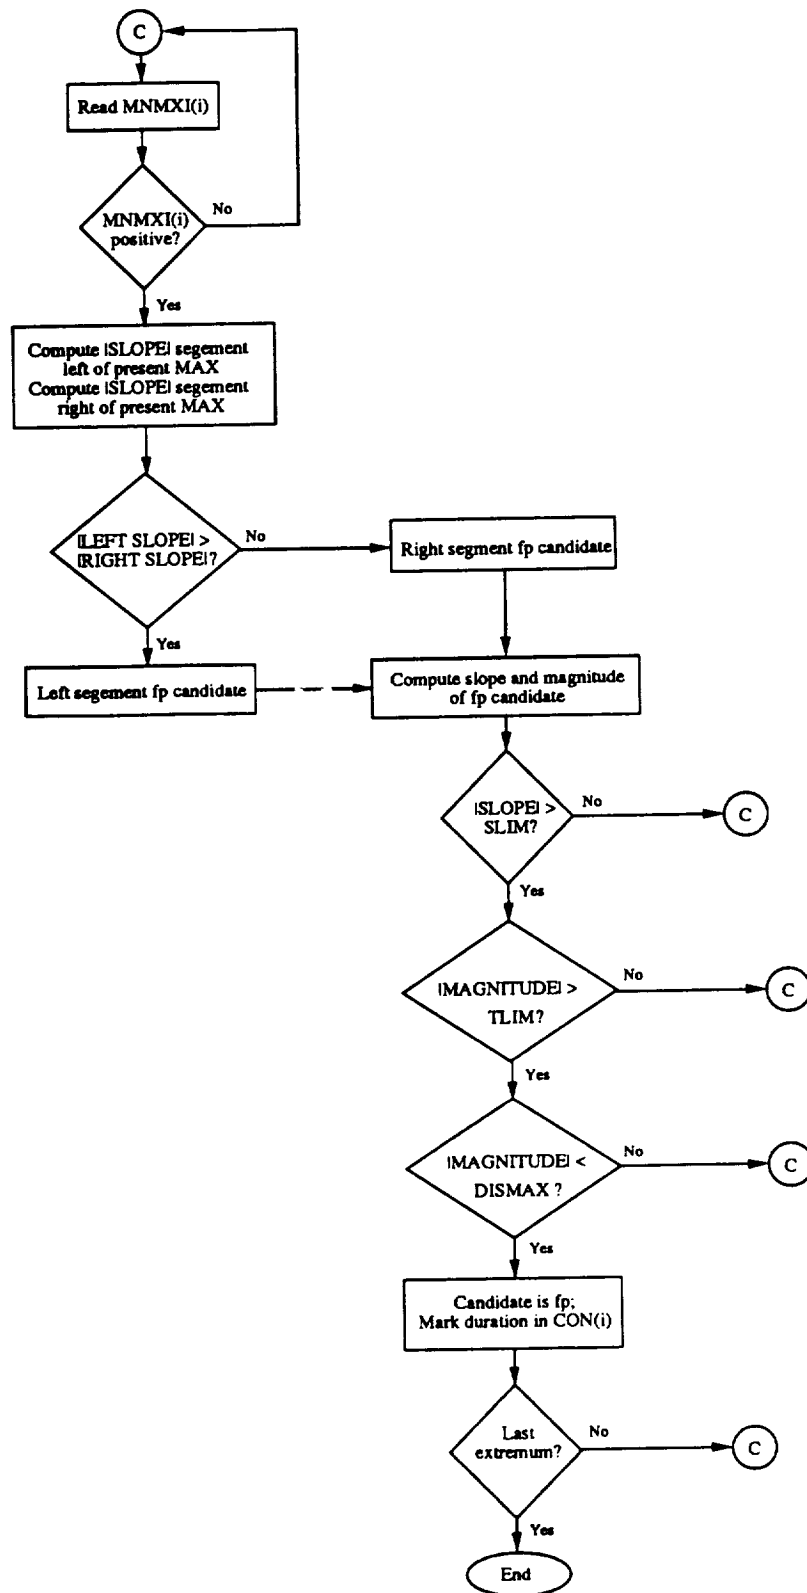 C
Read MNMXI(i)
MNMXI(i)
positive?
No
Yes
Compute |SLOPE| segement
left of present MAX
Compute |SLOPE| segement
right of present MAX
|LEFT SLOPE| >
|RIGHT SLOPE|?
No
Right segment fp candidate
Yes
Left segement fp candidate
Compute slope and magnitude
of fp candidate
|SLOPE| >
SLIM?
No
C
Yes
|MAGNITUDE| >
TLIM?
No
C
Yes
|MAGNITUDE| <
DISMAX ?
No
C
Yes
Candidate is fp;
Mark duration in CON(i)
Last
extremum?
No
C
Yes
End